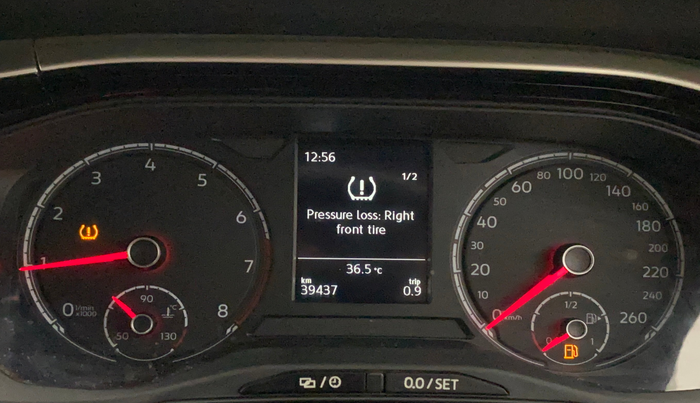 12:56
1/2
Pressure loss: Right
front tire
36.5 °C
km trip
39437 0.9
0 1 2 3 4 5 6 7 8
1/min
x1000
50 90 130
°C
0 10 20 30 40 50 60 80 100 120 140 160 180 200 220 240 260
km/h
0 1/2 1
0.0/SET